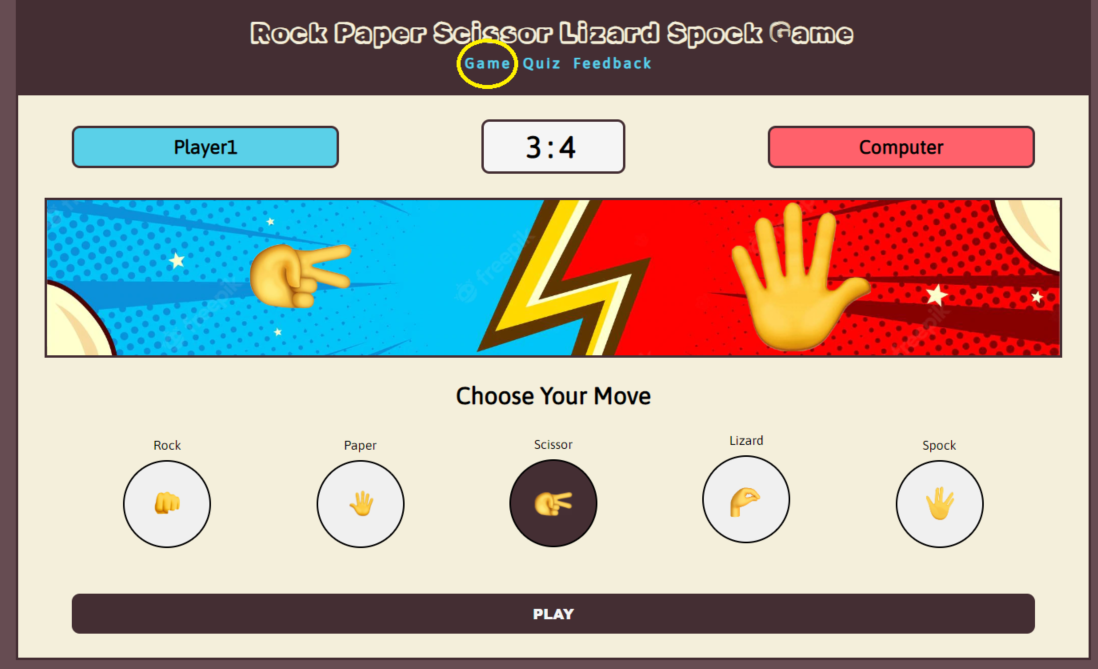 Rock Paper Scissor Lizard Spock Game
Game Quiz Feedback
Player1 3:4 Computer
freepik
Choose Your Move
Rock Paper Scissor Lizard Spock
PLAY